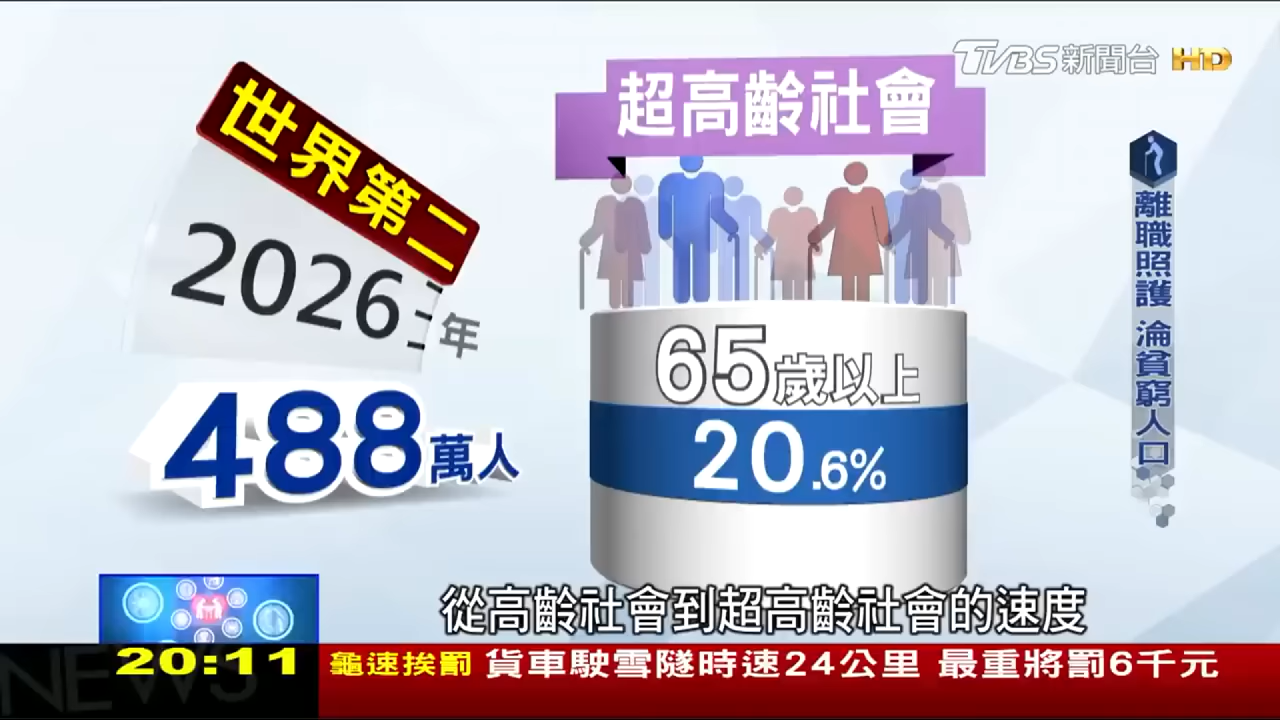 TVBS新聞台 HD
世界第二
2026年
488萬人
超高齡社會
65歲以上
20.6%
離職照護 淪貧窮人口
從高齡社會到超高齡社會的速度
NEWS
20:11 龜速挨罰 貨車駛雪隧時速24公里 最重將罰6千元